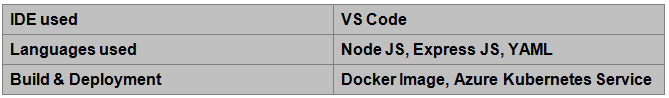 IDE used VS Code
Languages used Node JS, Express JS, YAML
Build & Deployment Docker Image, Azure Kubernetes Service